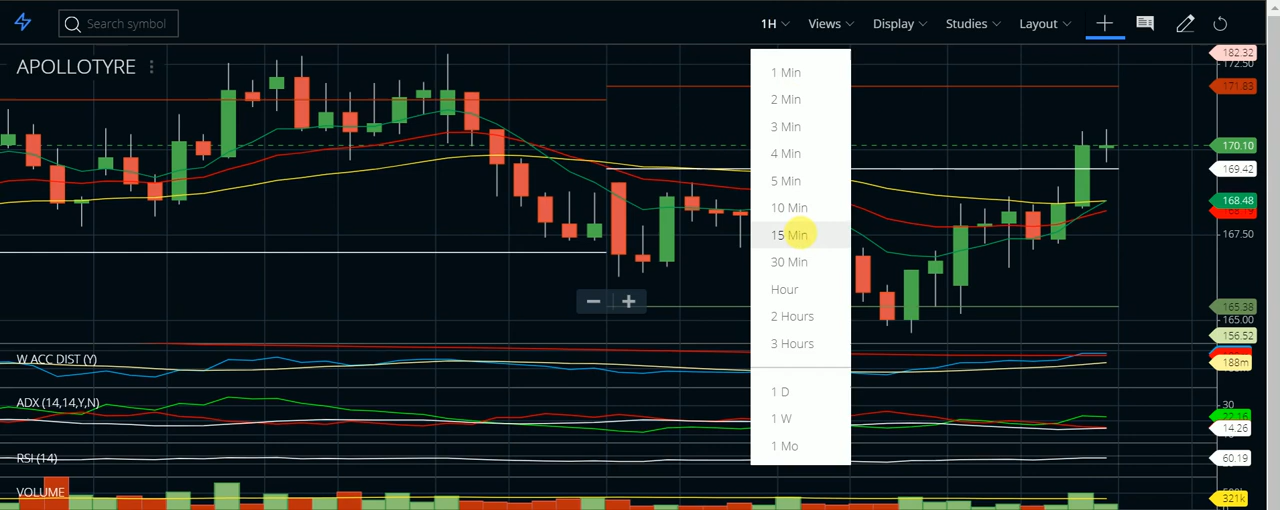 Search symbol
1H
Views
Display
Studies
Layout
APOLLOTYRE
1 Min
2 Min
3 Min
4 Min
5 Min
10 Min
15 Min
30 Min
Hour
2 Hours
3 Hours
1 D
1 W
1 Mo
182.32
172.50
171.83
170.10
169.42
168.48
167.50
165.38
165.00
156.52
W ACC DIST (Y)
188m
ADX (14,14,Y,N)
30
22.16
14.26
RSI (14)
60.19
VOLUME
321k